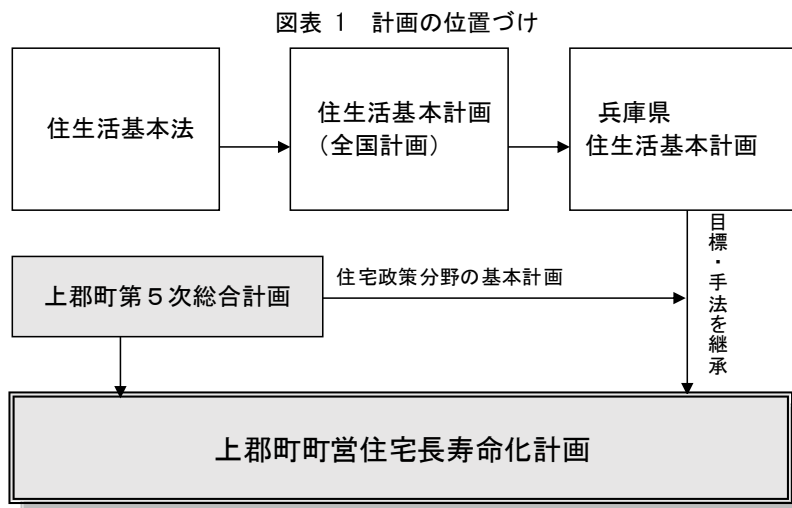 図表 1 計画の位置づけ
住生活基本法
住生活基本計画
（全国計画）
兵庫県
住生活基本計画
目標・手法を継承
上郡町第５次総合計画
住宅政策分野の基本計画
上郡町町営住宅長寿命化計画